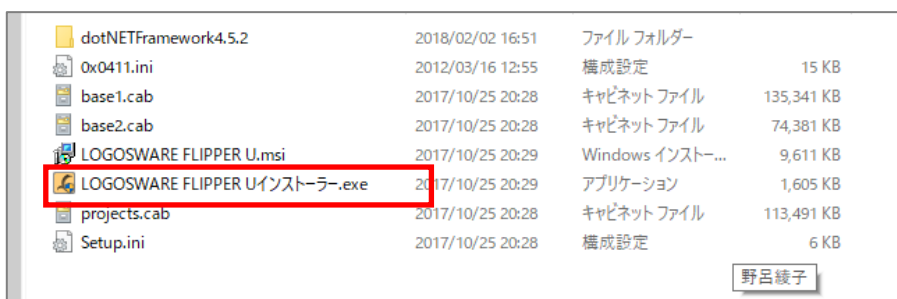 dotNETFramework4.5.2 2018/02/02 16:51 ファイル フォルダー
0x0411.ini 2012/03/16 12:55 構成設定 15 KB
base1.cab 2017/10/25 20:28 キャビネット ファイル 135,341 KB
base2.cab 2017/10/25 20:28 キャビネット ファイル 74,381 KB
LOGOSWARE FLIPPER U.msi 2017/10/25 20:29 Windows インストー... 9,611 KB
LOGOSWARE FLIPPER Uインストーラー.exe 2017/10/25 20:29 アプリケーション 1,605 KB
projects.cab 2017/10/25 20:28 キャビネット ファイル 113,491 KB
Setup.ini 2017/10/25 20:28 構成設定 6 KB
野呂綾子